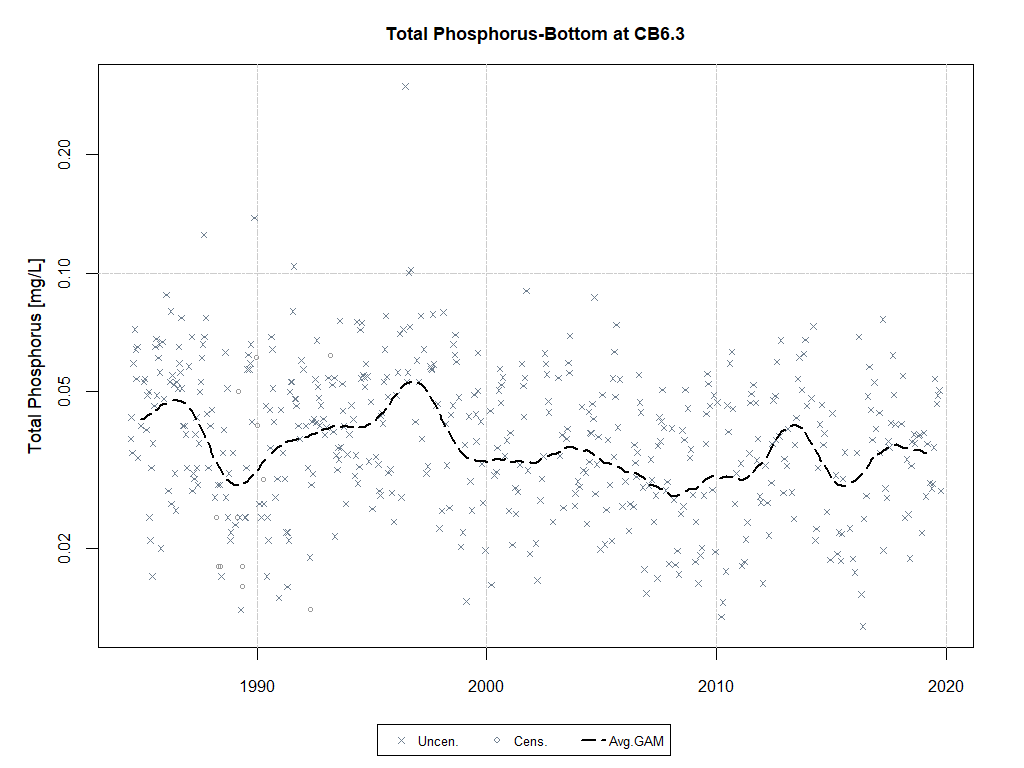 Total Phosphorus-Bottom at CB6.3
Total Phosphorus [mg/L]
0.20
0.10
0.05
0.02
1990 2000 2010 2020
Uncen. Cens. Avg.GAM